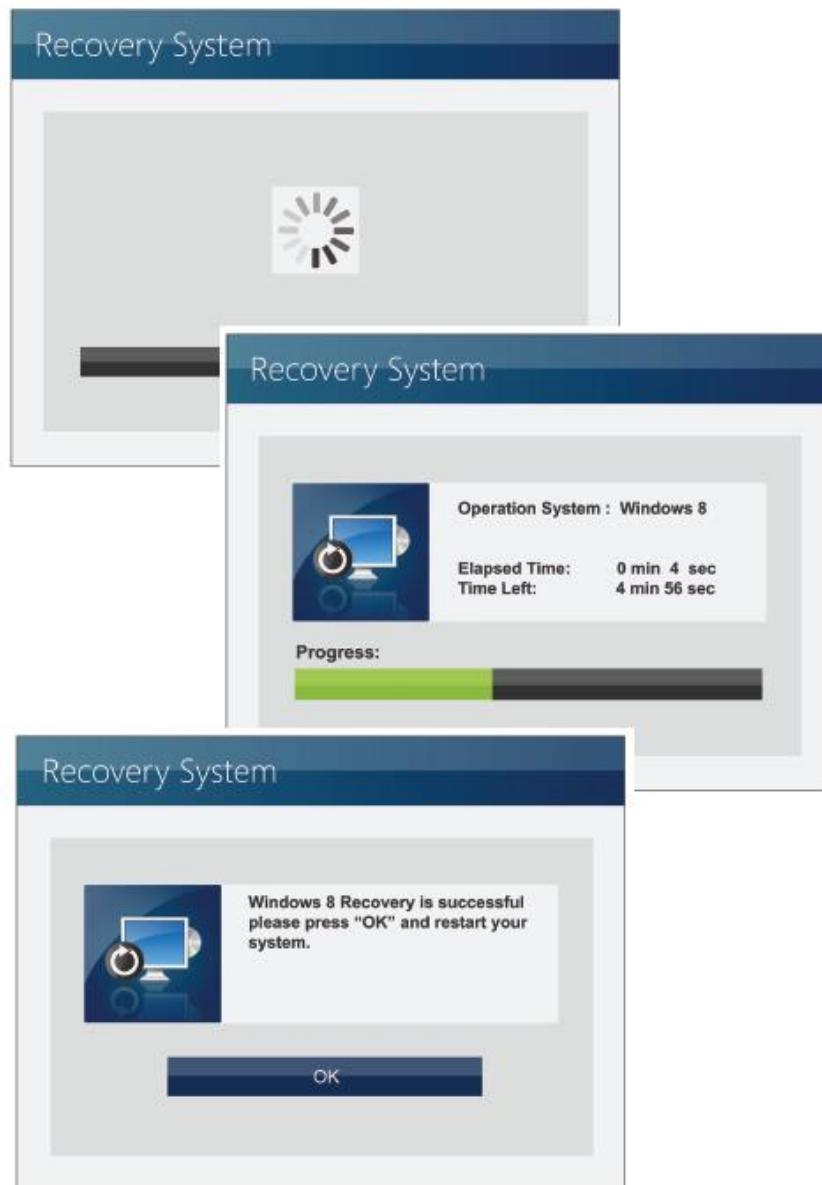 Recovery System
Recovery System
Operation System : Windows 8
Elapsed Time: 0 min 4 sec
Time Left: 4 min 56 sec
Progress:
Recovery System
Windows 8 Recovery is successful
please press “OK” and restart your
system.
OK